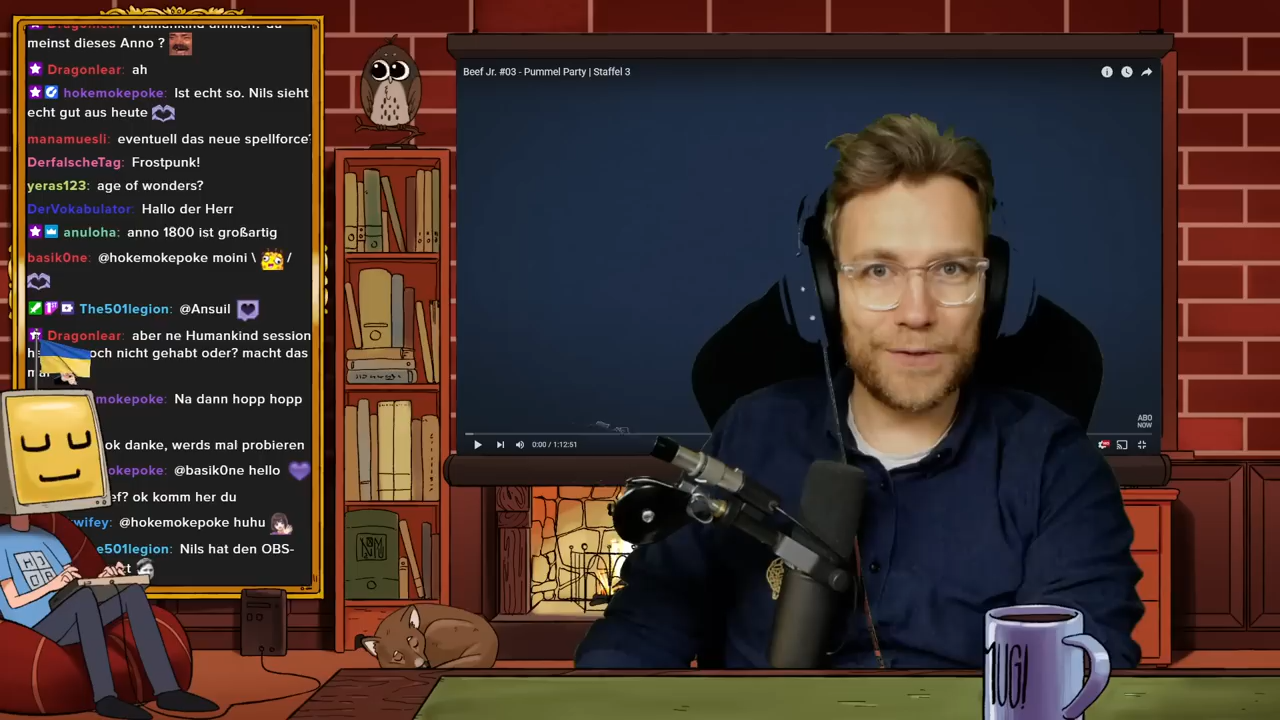 meinst dieses Anno ?
Dragonlear: ah
hokemokepoke: Ist echt so. Nils sieht
echt gut aus heute
manamuesli: eventuell das neue spellforce?
DerfalscheTag: Frostpunk!
yeras123: age of wonders?
DerVokabulator: Hallo der Herr
anuloha: anno 1800 ist großartig
basik0ne: @hokemokepoke moini \ /
The501legion: @Ansuil
Dragonlear: aber ne Humankind session
och nicht gehabt oder? macht das
mokepoke: Na dann hopp hopp
ok danke, werds mal probieren
kepoke: @basik0ne hello
ef? ok komm her du
wifey: @hokemokepoke huhu
e501legion: Nils hat den OBS-
Beef Jr. #03 - Pummel Party | Staffel 3
ABO
NOW
0:00 / 1:12:51
MUG!